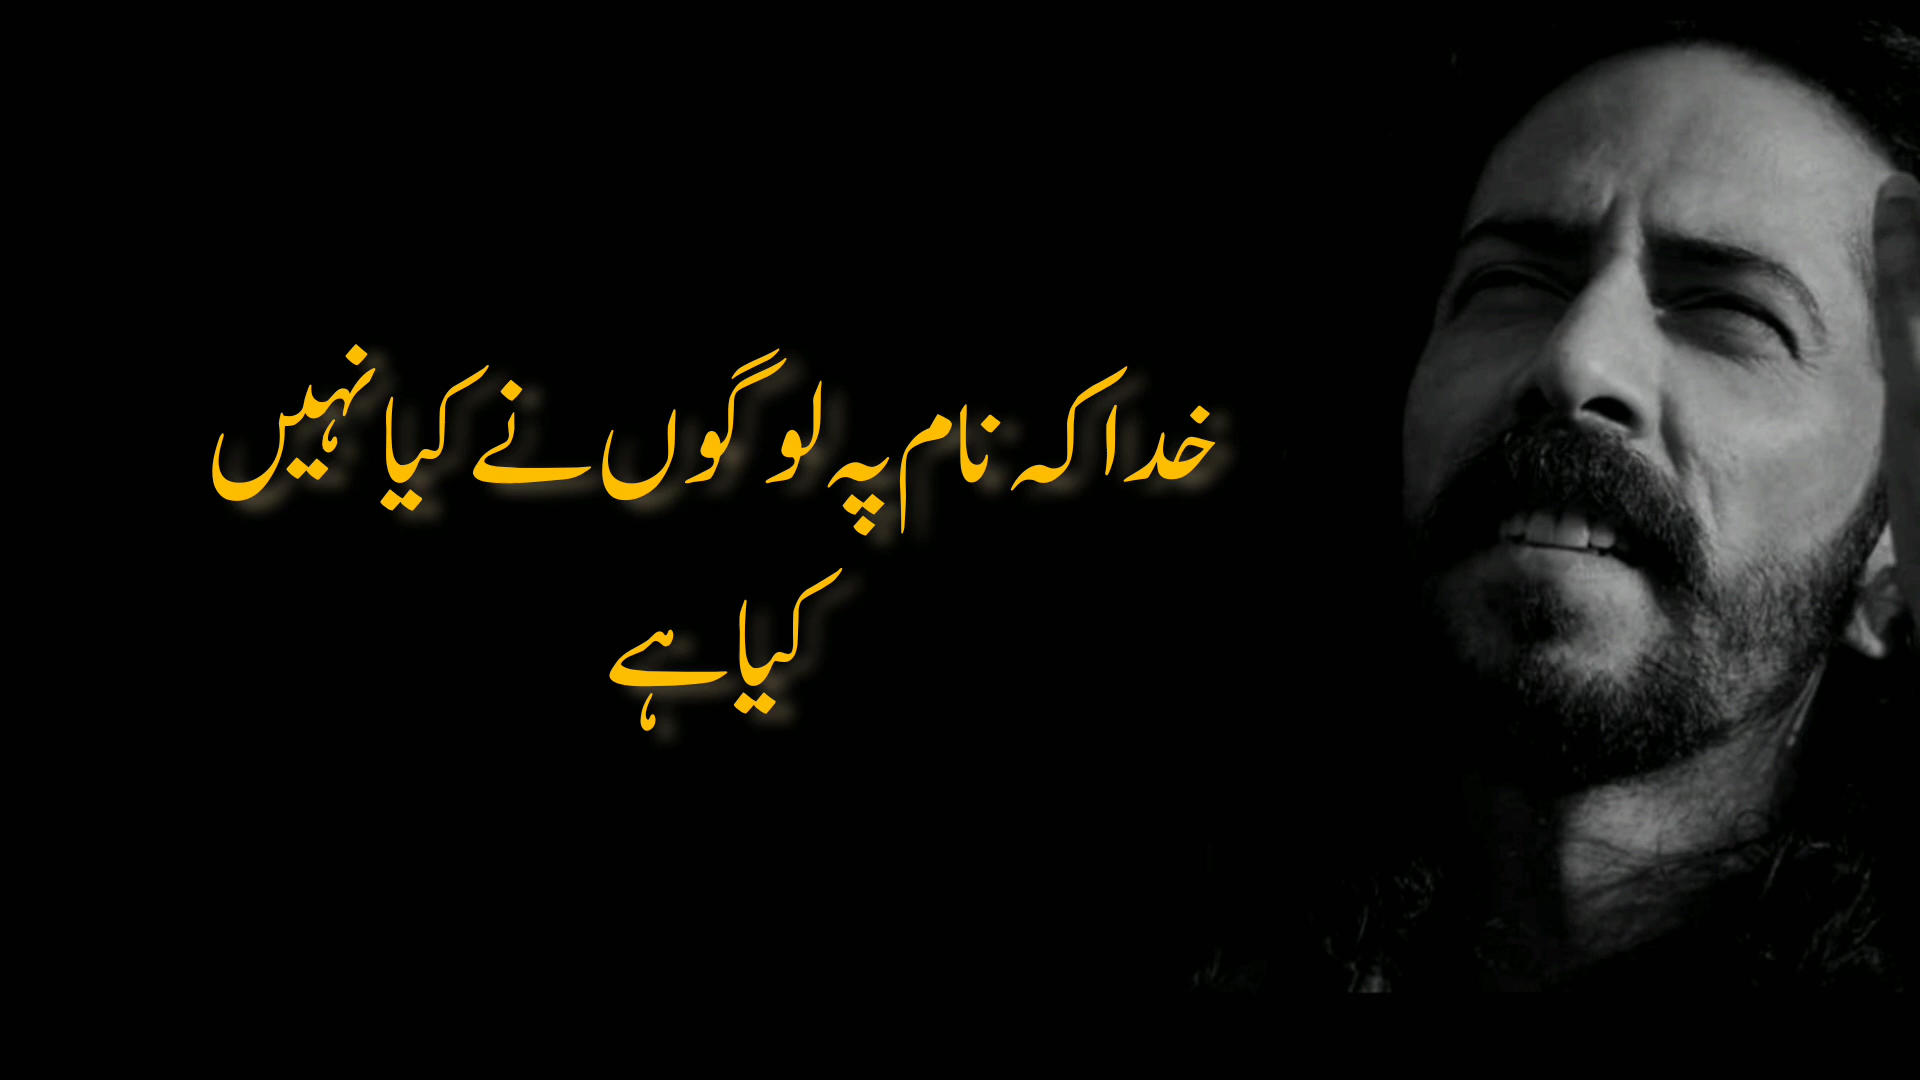 خدا کہ نام پہ لوگوں نے کیا نہیں
کیا ہے